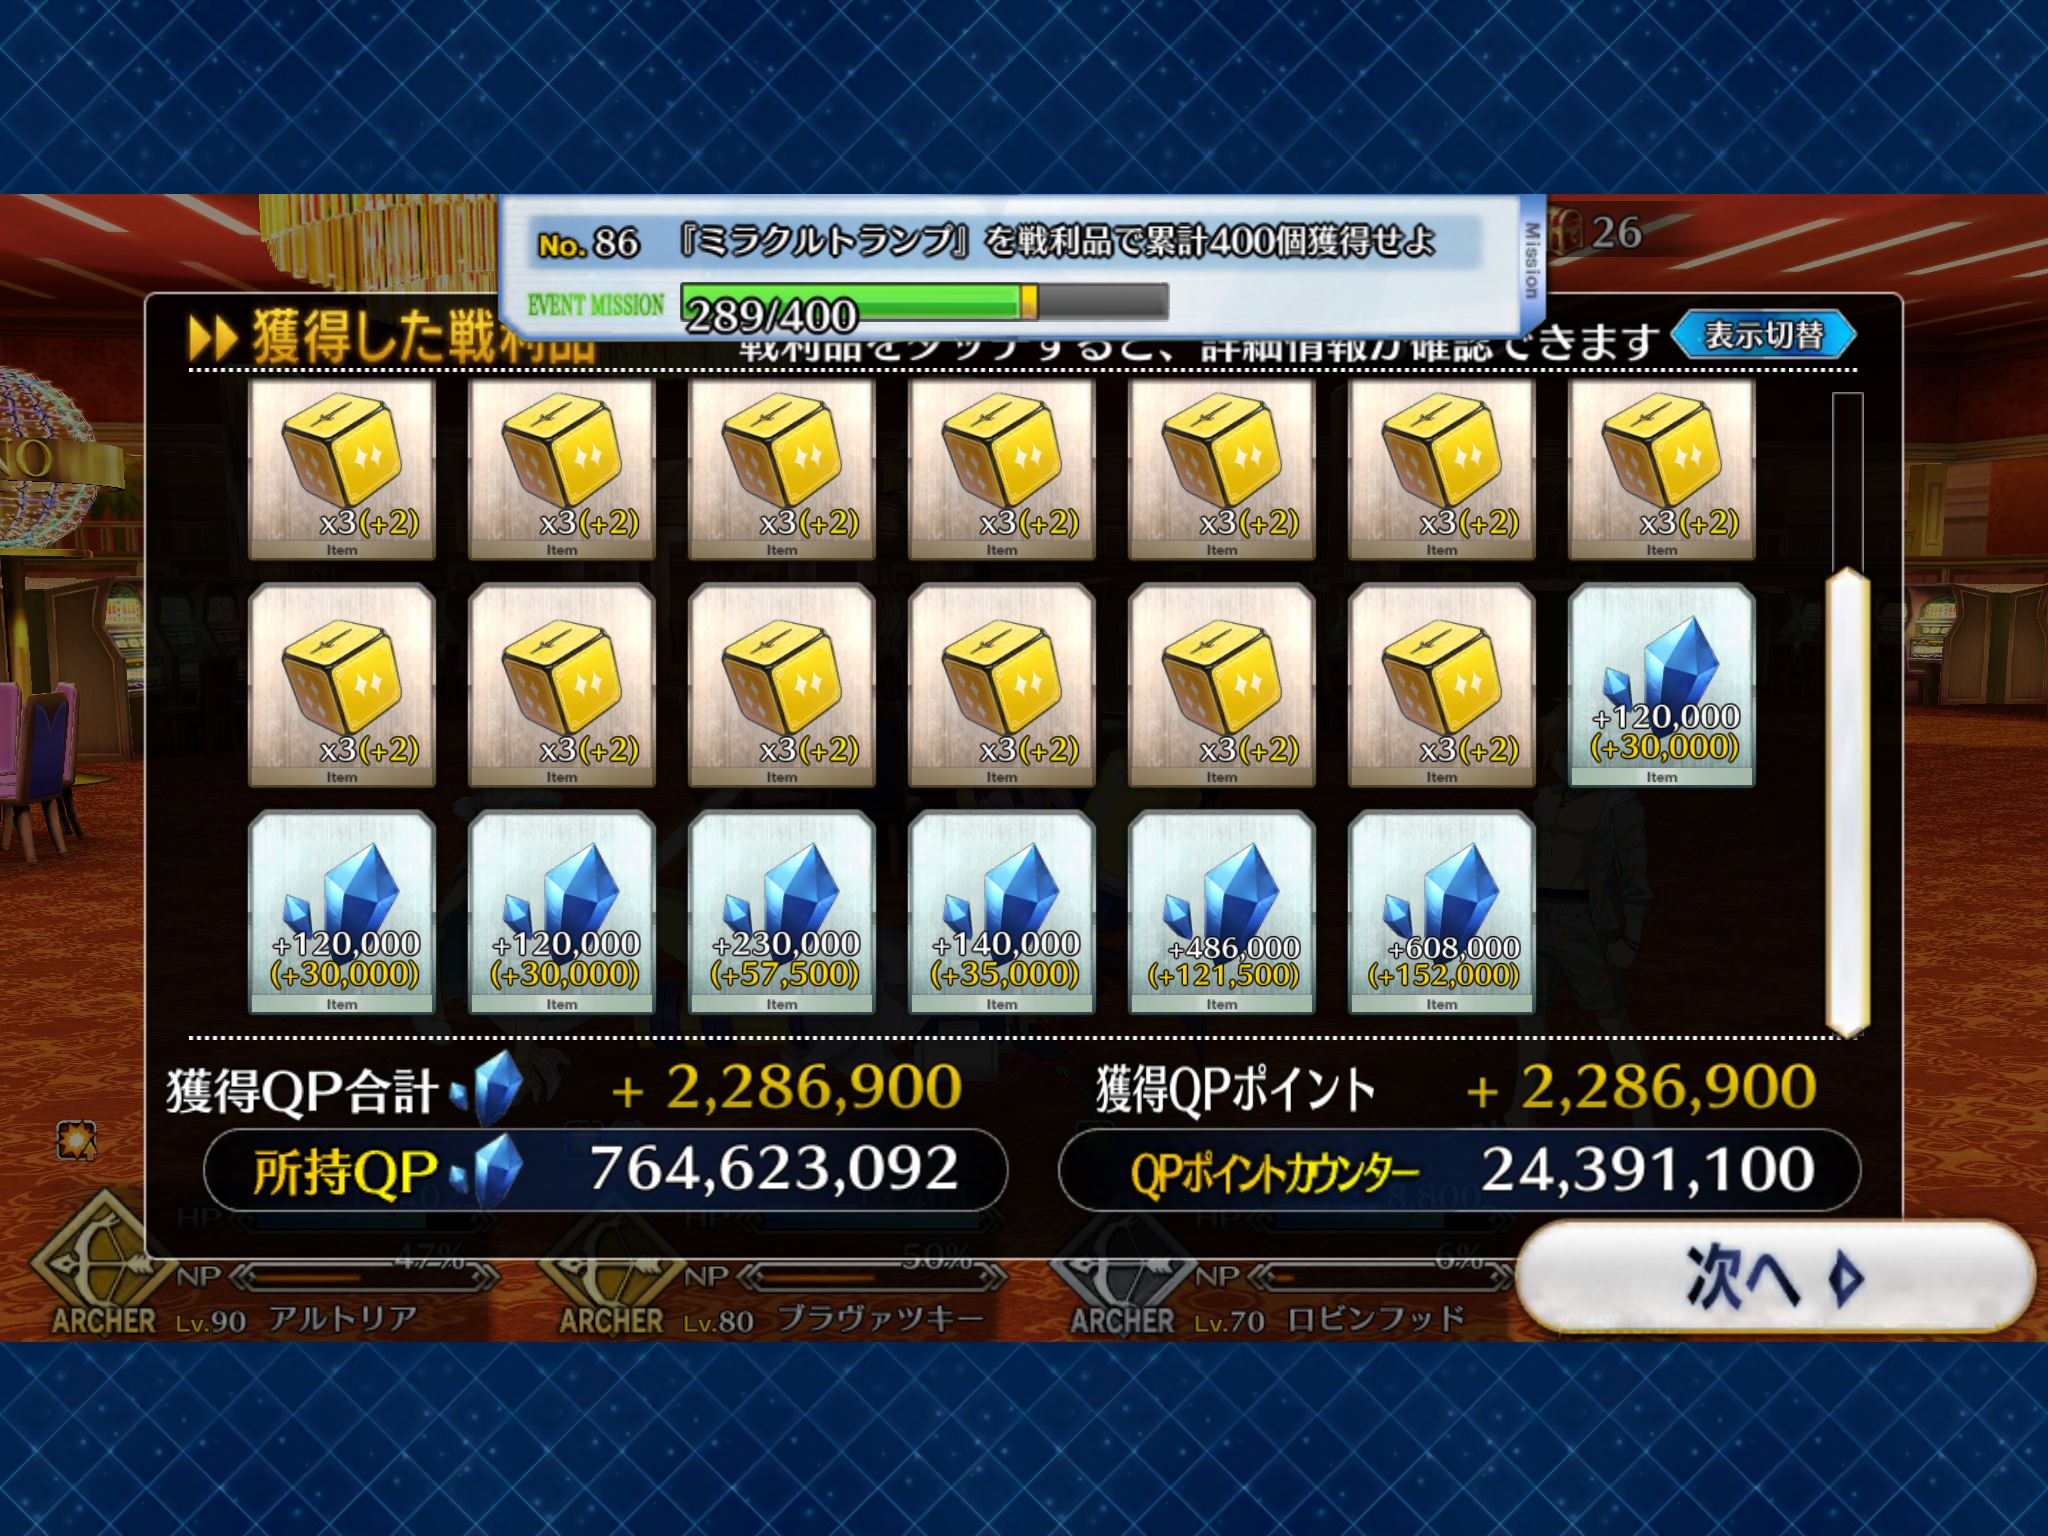 No. 86 『ミラクルトランプ』を戦利品で累計400個獲得せよ
Mission
26
EVENT MISSION 289/400
獲得した戦利品
戦利品をタッチすると、詳細情報が確認できます
表示切替
NO
x3(+2) x3(+2) x3(+2) x3(+2) x3(+2) x3(+2) x3(+2)
Item Item Item Item Item Item Item
x3(+2) x3(+2) x3(+2) x3(+2) x3(+2) x3(+2) +120,000
(+30,000)
Item Item Item Item Item Item Item
+120,000 +120,000 +230,000 +140,000 +486,000 +608,000
(+30,000) (+30,000) (+57,500) (+35,000) (+121,500) (+152,000)
Item Item Item Item Item Item
獲得QP合計 + 2,286,900
獲得QPポイント + 2,286,900
所持QP 764,623,092
QPポイントカウンター 24,391,100
HP HP HP
47% 50% 6%
NP NP NP
ARCHER Lv.90 アルトリア
ARCHER Lv.80 ブラヴァツキー
ARCHER Lv.70 ロビンフッド
次へ